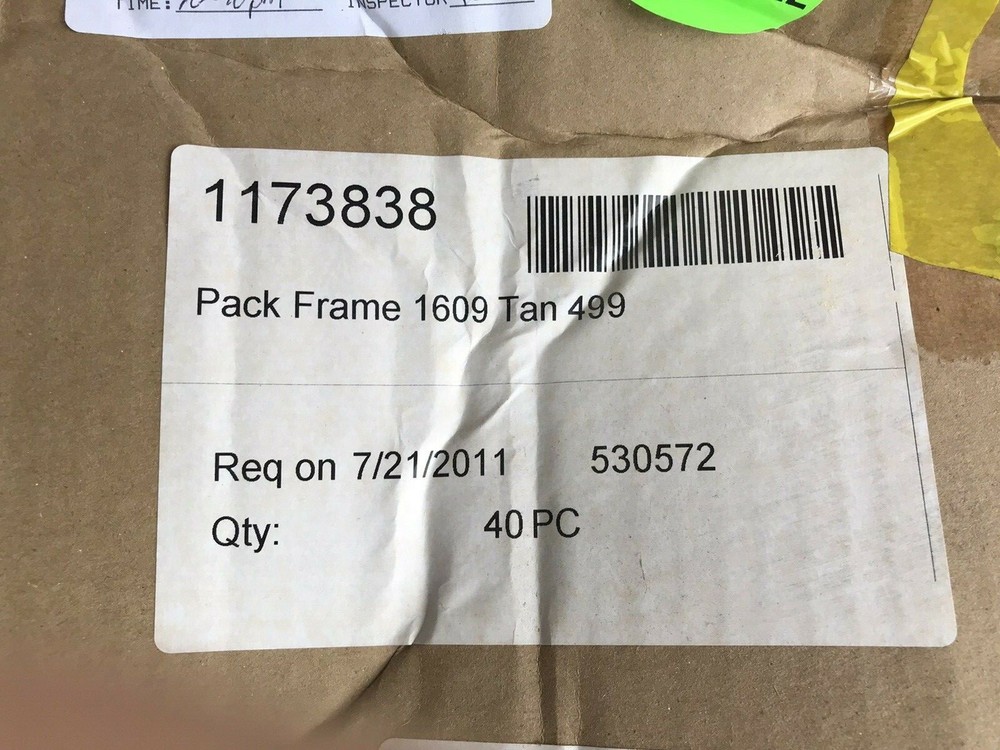 TIME: INSPECTOR
1173838
Pack Frame 1609 Tan 499
Req on 7/21/2011 530572
Qty: 40 PC